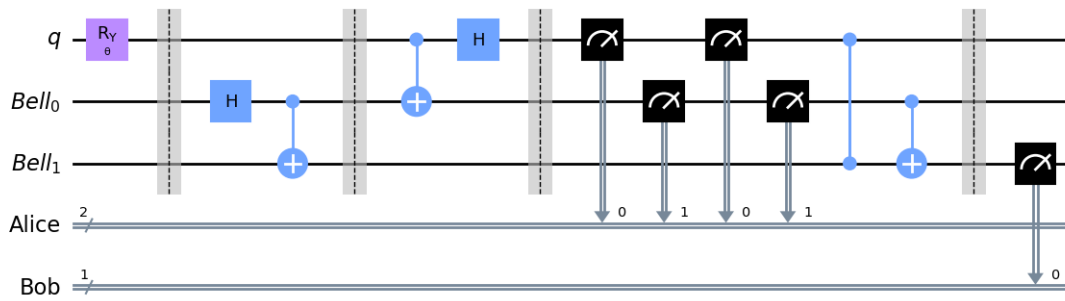 q R_Y θ H
Bell_0 H
Bell_1
Alice 2 0 1 0 1
Bob 1 0